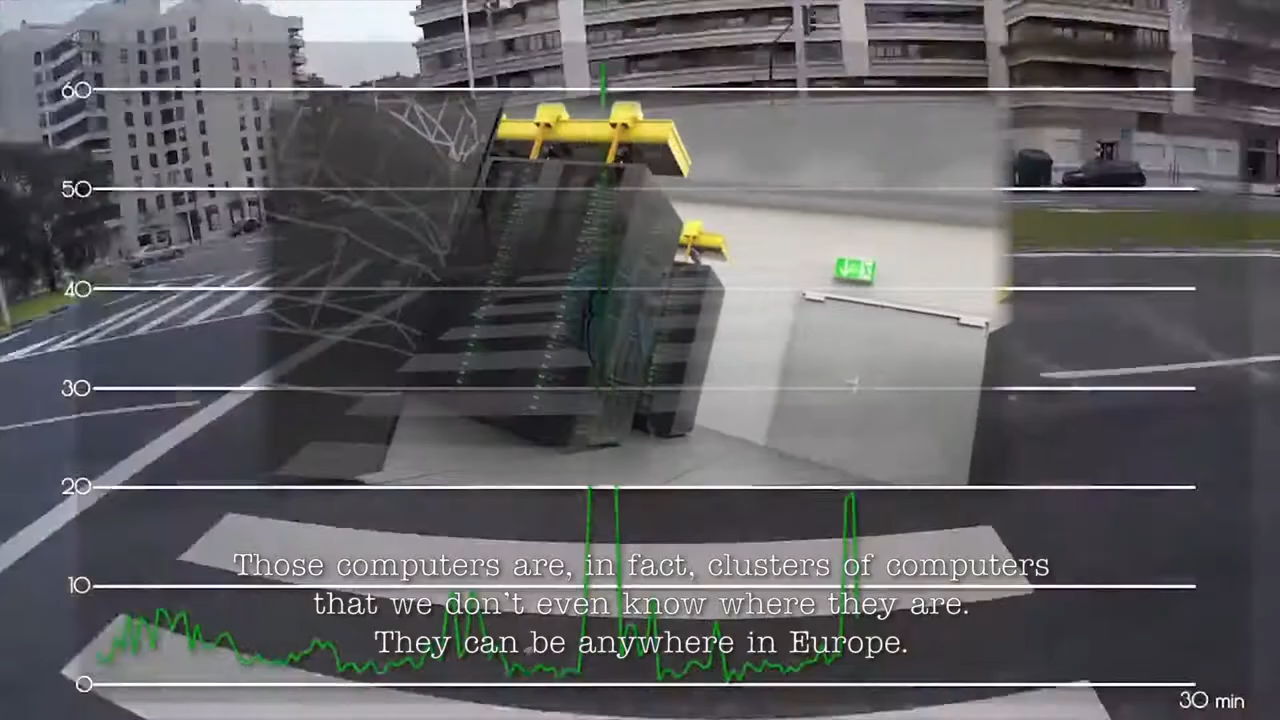 60
50
40
30
20
10
0
30 min
Those computers are, in fact, clusters of computers
that we don't even know where they are.
They can be anywhere in Europe.